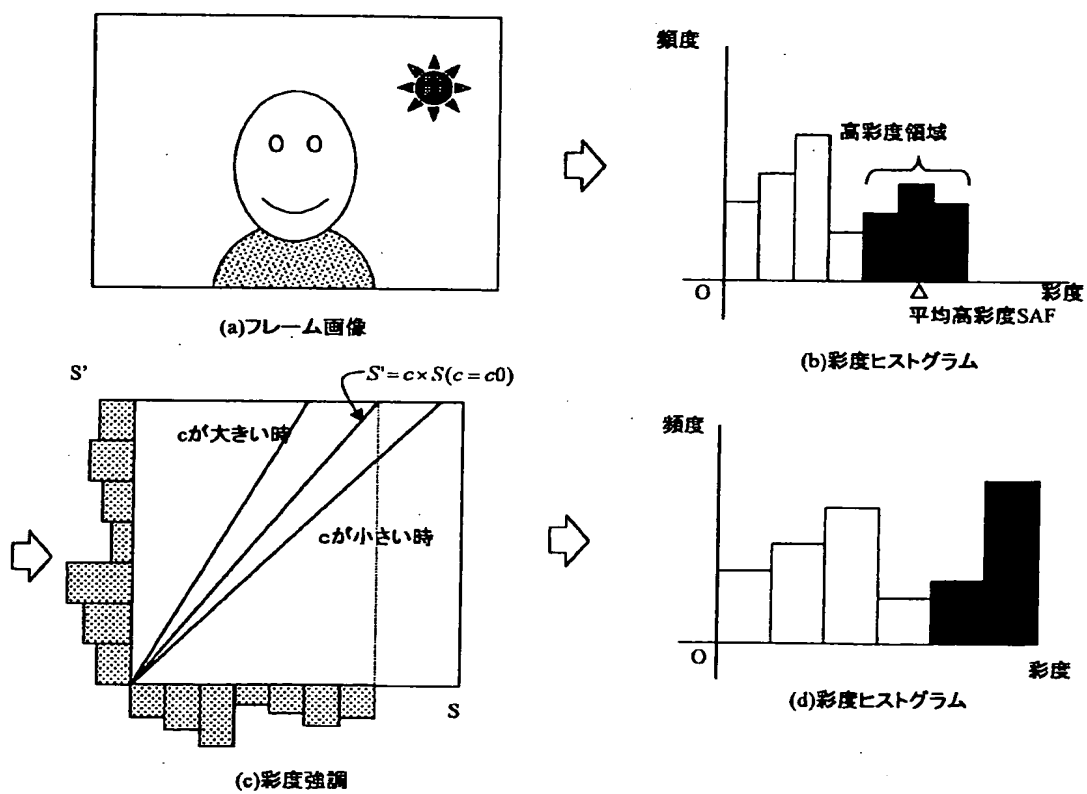 (a)フレーム画像
頻度
高彩度領域
O
彩度
平均高彩度SAF
(b)彩度ヒストグラム
S'
S'=c×S(c=c0)
cが大きい時
cが小さい時
S
(c)彩度強調
頻度
O
彩度
(d)彩度ヒストグラム